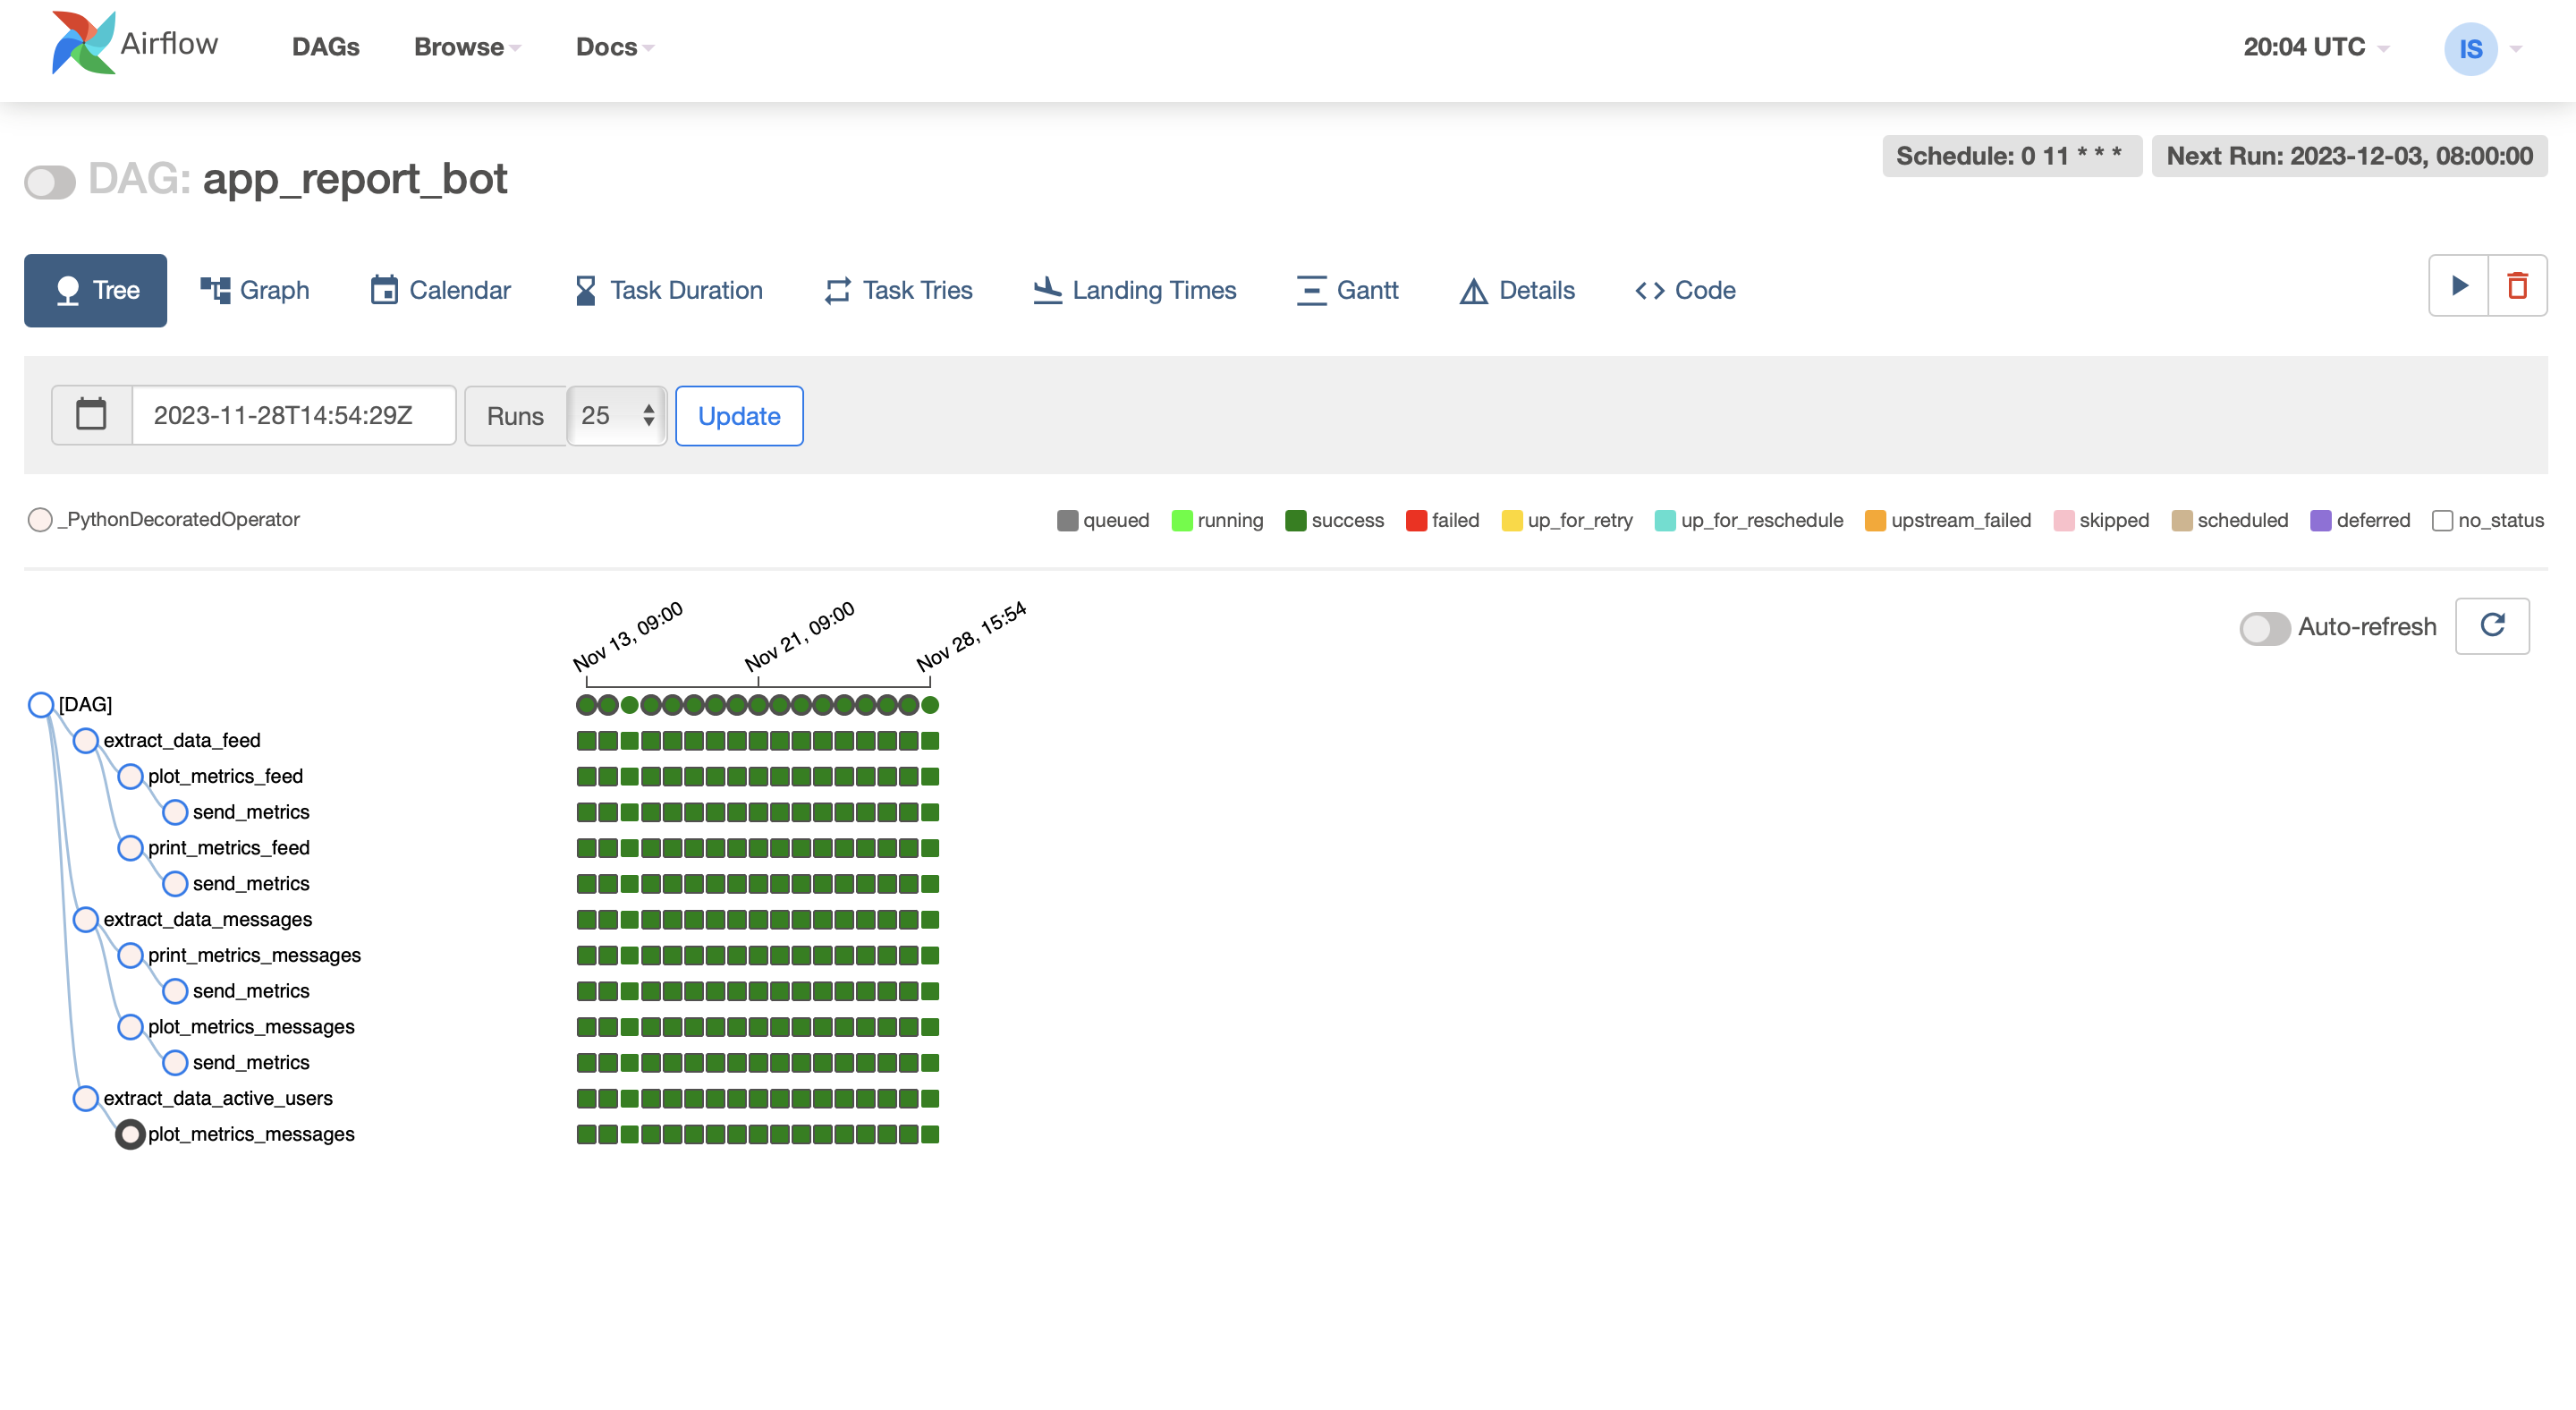 Airflow DAGs Browse Docs 20:04 UTC IS
Schedule: 0 11 * * * Next Run: 2023-12-03, 08:00:00
DAG: app_report_bot
Tree Graph Calendar Task Duration Task Tries Landing Times Gantt Details Code
2023-11-28T14:54:29Z Runs 25 Update
_PythonDecoratedOperator queued running success failed up_for_retry up_for_reschedule upstream_failed skipped scheduled deferred no_status
Nov 13, 09:00 Nov 21, 09:00 Nov 28, 15:54
Auto-refresh
[DAG]
extract_data_feed
plot_metrics_feed
send_metrics
print_metrics_feed
send_metrics
extract_data_messages
print_metrics_messages
send_metrics
plot_metrics_messages
send_metrics
extract_data_active_users
plot_metrics_messages